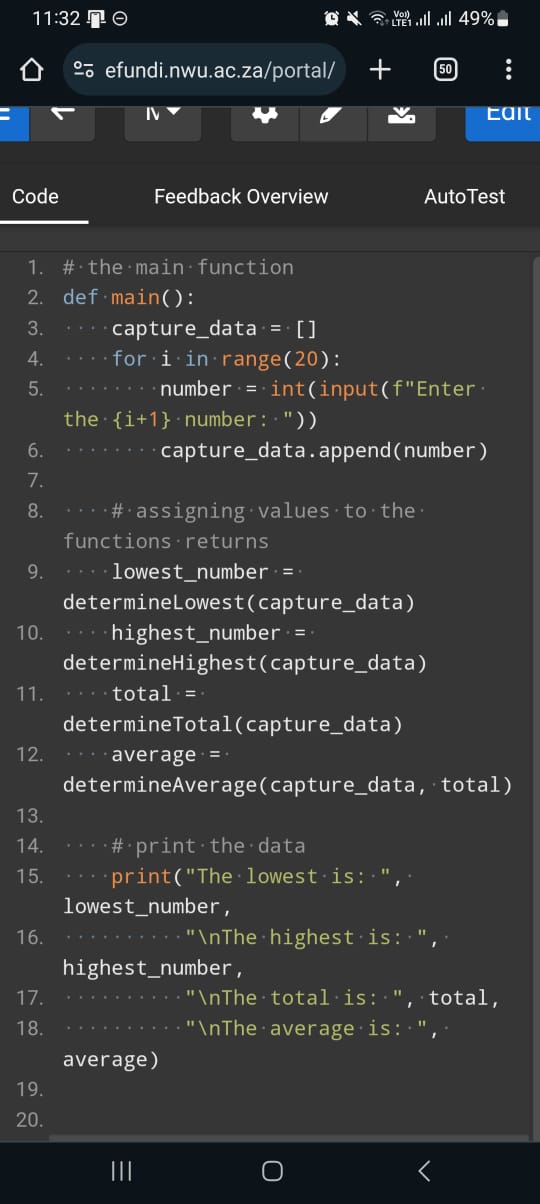 11:32 Vo)) LTE1 49%
efundi.nwu.ac.za/portal/ 50
Edit
Code Feedback Overview AutoTest
1. #·the·main·function
2. def·main():
3. ····capture_data·=·[]
4. ····for·i·in·range(20):
5. ········number·=·int(input(f"Enter·
the·{i+1}·number:·"))
6. ········capture_data.append(number)
7.
8. ····#·assigning·values·to·the·
functions·returns
9. ····lowest_number·=·
determineLowest(capture_data)
10. ····highest_number·=·
determineHighest(capture_data)
11. ····total·=·
determineTotal(capture_data)
12. ····average·=·
determineAverage(capture_data,·total)
13.
14. ····#·print·the·data
15. ····print("The·lowest·is:·",·
lowest_number,
16. ··········"\nThe·highest·is:·",·
highest_number,
17. ··········"\nThe·total·is:·",·total,
18. ··········"\nThe·average·is:·",·
average)
19.
20.